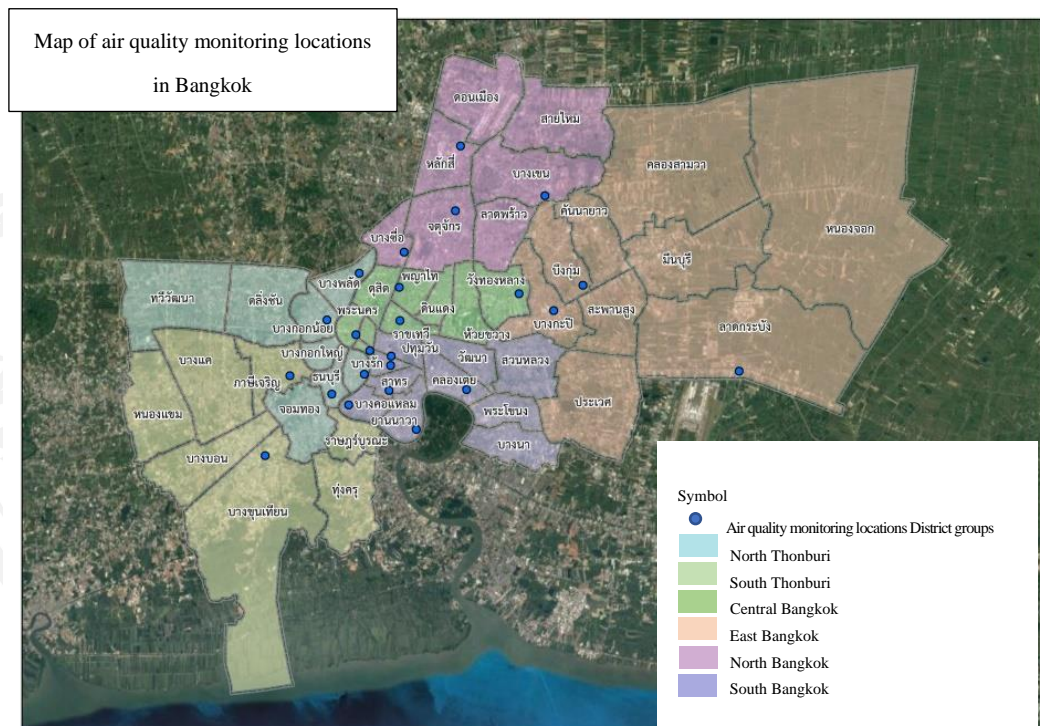 Map of air quality monitoring locations
in Bangkok
ดอนเมือง
สายไหม
หลักสี่
บางเขน
คลองสามวา
คันนายาว
จตุจักร
ลาดพร้าว
หนองจอก
บางซื่อ
มีนบุรี
บึงกุ่ม
บางพลัด
พญาไท
วังทองหลาง
ดุสิต
ทวีวัฒนา
ตลิ่งชัน
ดินแดง
สะพานสูง
พระนคร
บางกะปิ
ลาดกระบัง
บางกอกน้อย
ราชเทวี
ห้วยขวาง
บางกอกใหญ่
ปทุมวัน
วัฒนา
สวนหลวง
บางแค
บางรัก
ภาษีเจริญ
ธนบุรี
สาทร
คลองเตย
ประเวศ
หนองแขม
จอมทอง
บางคอแหลม
พระโขนง
ยานนาวา
ราษฎร์บูรณะ
บางนา
บางบอน
ทุ่งครุ
บางขุนเทียน
Symbol
Air quality monitoring locations District groups
North Thonburi
South Thonburi
Central Bangkok
East Bangkok
North Bangkok
South Bangkok